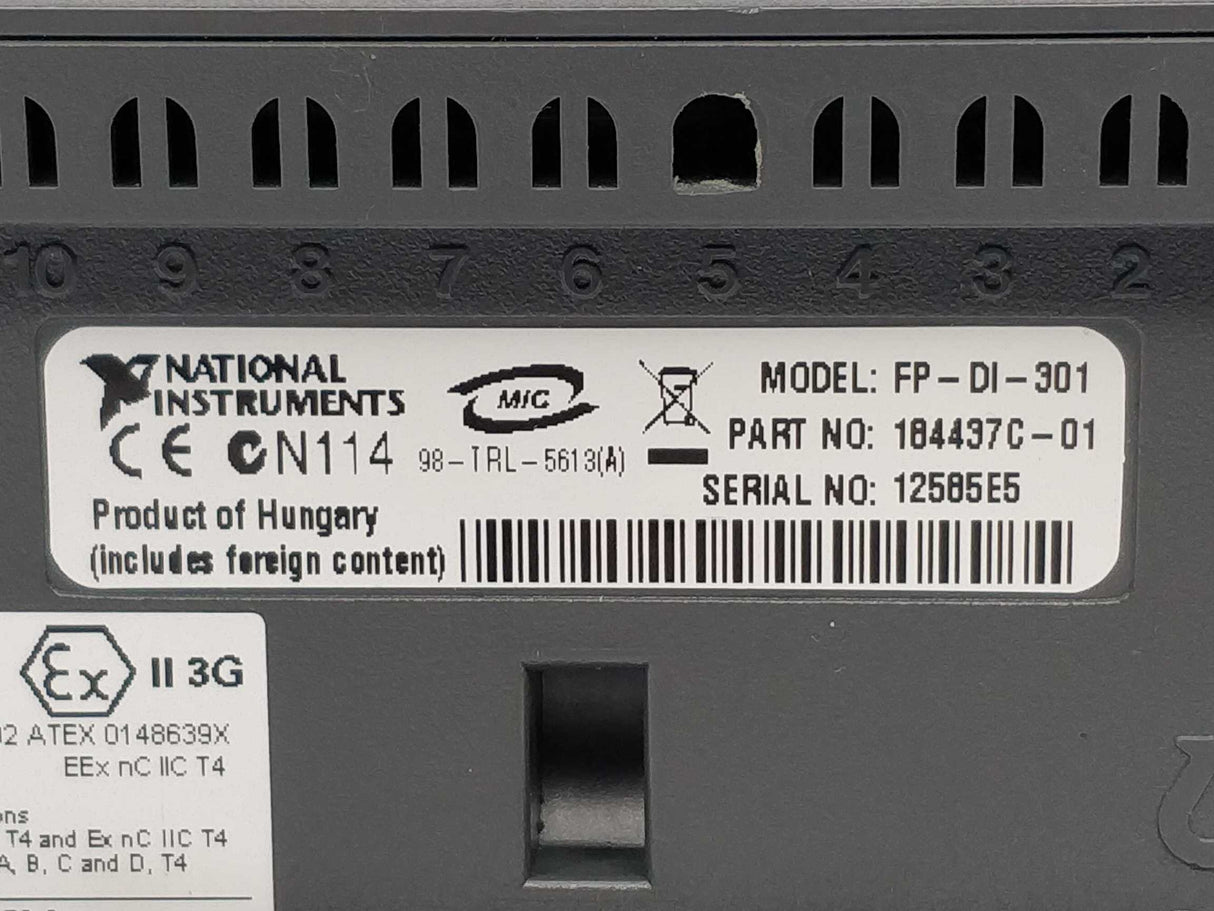 10 9 8 7 6 5 4 3 2
NATIONAL
INSTRUMENTS
CE N114
MIC
98-TRL-5613(A)
MODEL: FP-DI-301
PART NO: 184437C-01
SERIAL NO: 12585E5
Product of Hungary
(includes foreign content)
Ex II 3G
02 ATEX 0148639X
EEx nC IIC T4
T4 and Ex nC IIC T4
A, B, C and D, T4